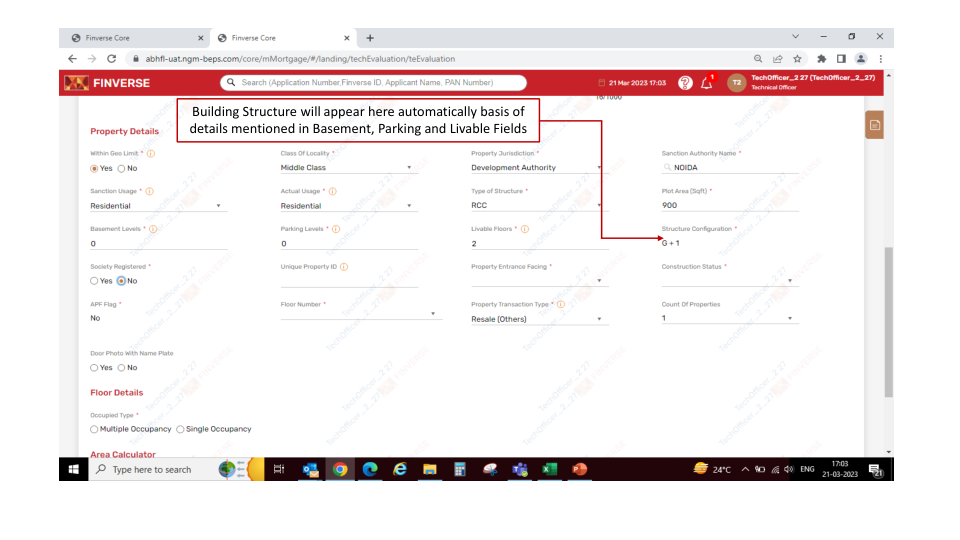 Finverse Core
Finverse Core
abhfl-uat.ngm-beps.com/core/mMortgage/#/landing/techEvaluation/teEvaluation
FINVERSE
Search (Application Number,Finverse ID, Applicant Name, PAN Number)
21 Mar 2023 17:03
1
T2
TechOfficer_2 27 (TechOfficer_2_27)
Technical Officer
16/1000
Building Structure will appear here automatically basis of
details mentioned in Basement, Parking and Livable Fields
Property Details
Within Geo Limit *
Class Of Locality *
Property Jurisdiction *
Sanction Authority Name *
Yes No
Middle Class
Development Authority
NOIDA
Sanction Usage *
Actual Usage *
Type of Structure *
Plot Area (Sqft) *
Residential
Residential
RCC
900
Basement Levels *
Parking Levels *
Livable Floors *
Structure Configuration *
0
0
2
G + 1
Society Registered *
Unique Property ID
Property Entrance Facing *
Construction Status *
Yes No
APF Flag *
Floor Number *
Property Transaction Type *
Count Of Properties
No
Resale (Others)
1
Door Photo With Name Plate
Yes No
Floor Details
Occupied Type *
Multiple Occupancy Single Occupancy
Area Calculator
Type here to search
24°C
ENG
17:03
21-03-2023
21